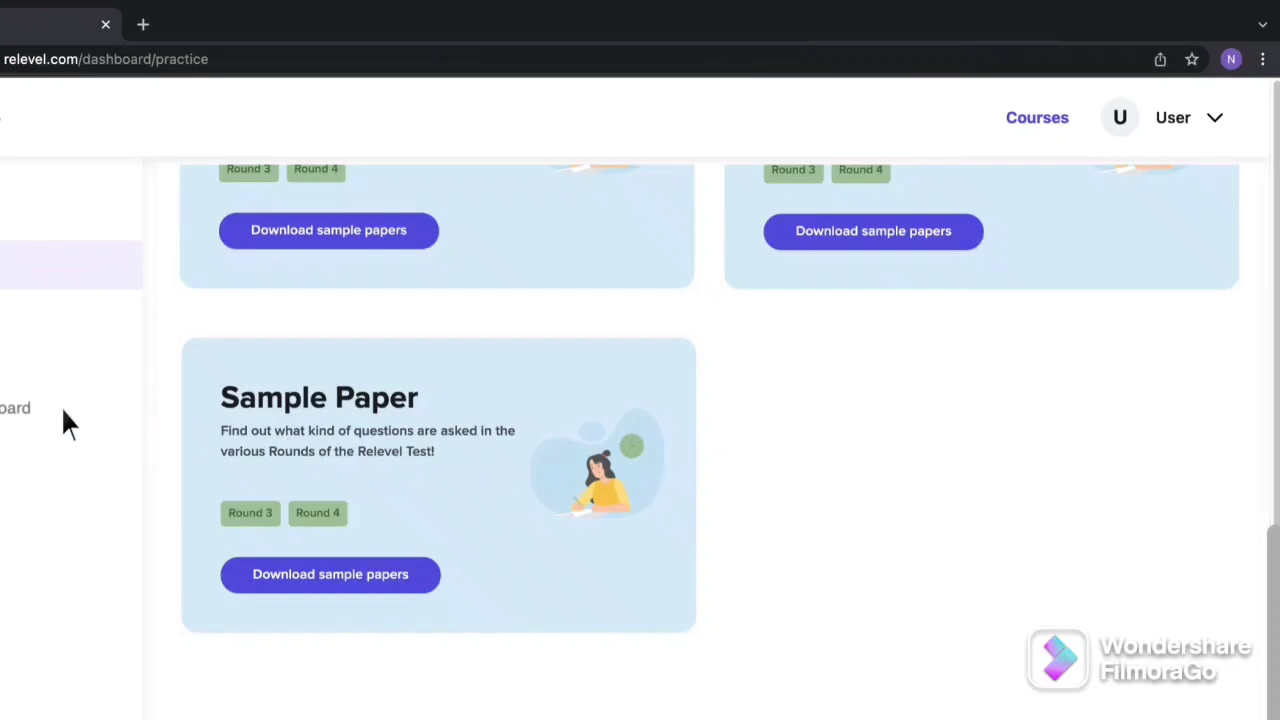 relevel.com/dashboard/practice
N
Courses
U
User
Round 3
Round 4
Round 3
Round 4
Download sample papers
Download sample papers
Sample Paper
Find out what kind of questions are asked in the
various Rounds of the Relevel Test!
oard
Round 3
Round 4
Download sample papers
Wondershare
FilmoraGo